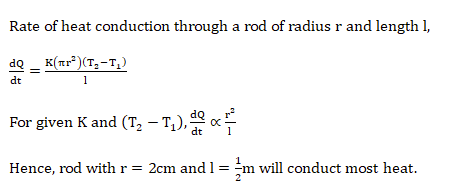 Rate of heat conduction through a rod of radius r and length l,
dQ/dt = K(πr²)(T₂−T₁)/l
For given K and (T₂ − T₁), dQ/dt ∝ r²/l
Hence, rod with r = 2cm and l = 1/2 m will conduct most heat.